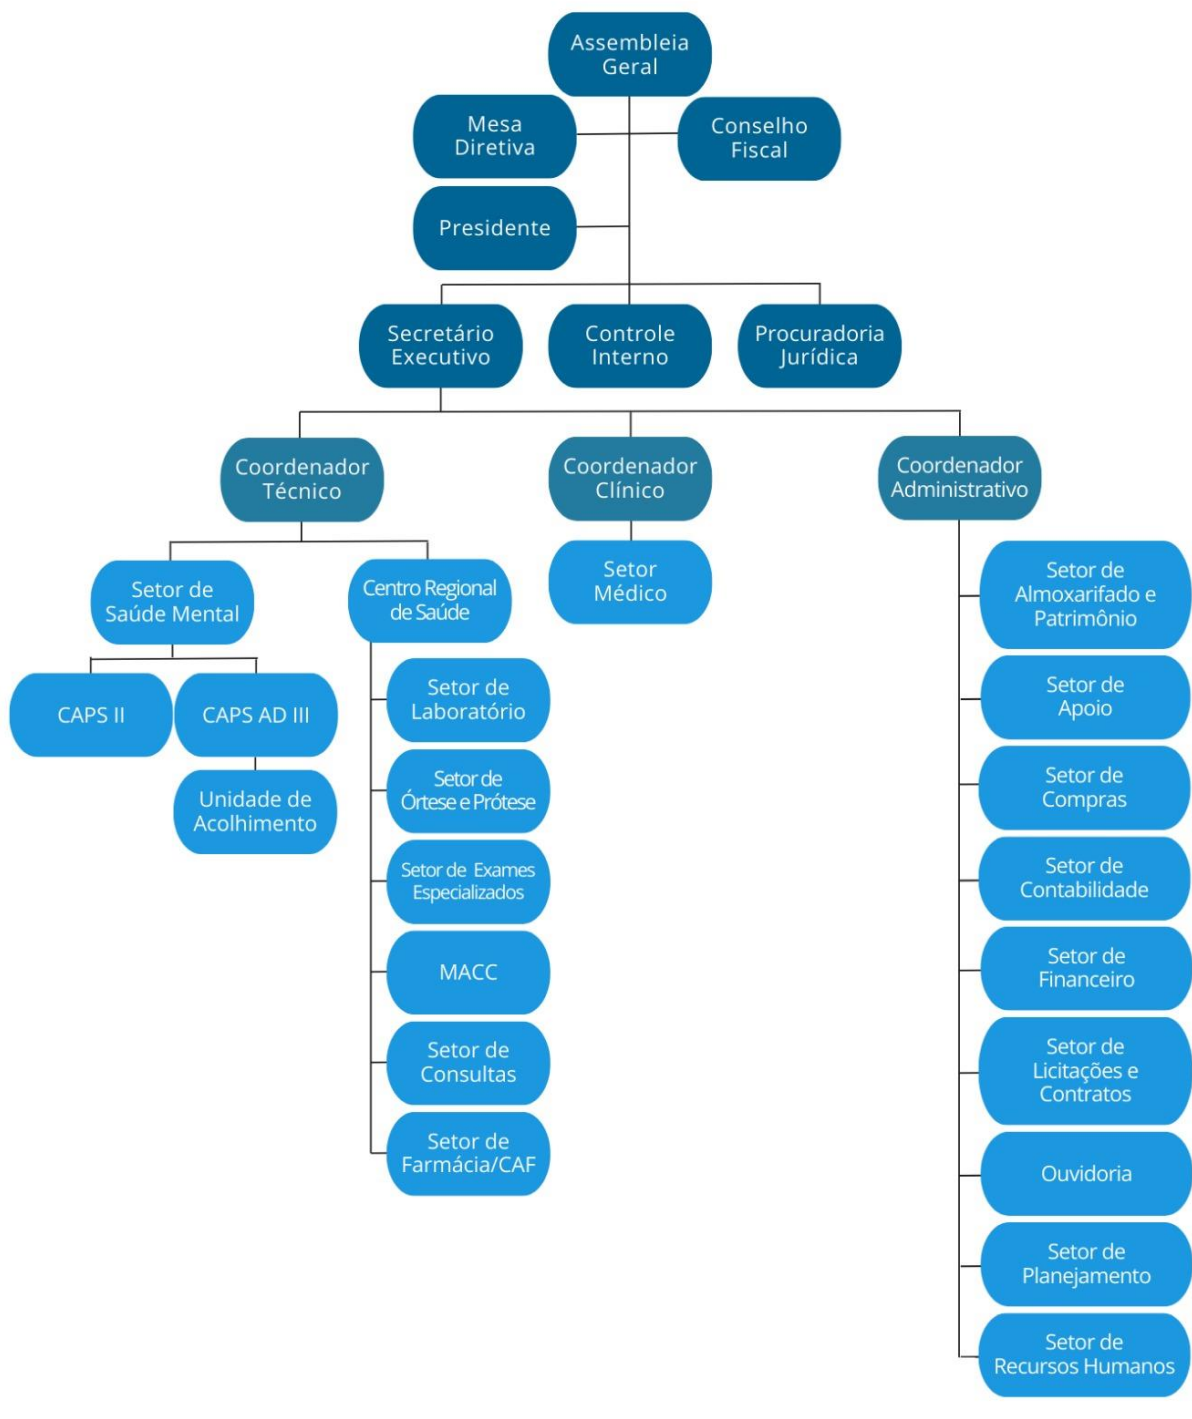 Assembleia
Geral
Mesa
Diretiva
Conselho
Fiscal
Presidente
Secretário
Executivo
Controle
Interno
Procuradoria
Jurídica
Coordenador
Técnico
Coordenador
Clínico
Coordenador
Administrativo
Setor de
Saúde Mental
CAPS II
CAPS AD III
Unidade de
Acolhimento
Centro Regional
de Saúde
Setor de
Laboratório
Setor de
Órtese e Prótese
Setor de Exames
Especializados
MACC
Setor de
Consultas
Setor de
Farmácia/CAF
Setor
Médico
Setor de
Almoxarifado e
Patrimônio
Setor de
Apoio
Setor de
Compras
Setor de
Contabilidade
Setor de
Financeiro
Setor de
Licitações e
Contratos
Ouvidoria
Setor de
Planejamento
Setor de
Recursos Humanos